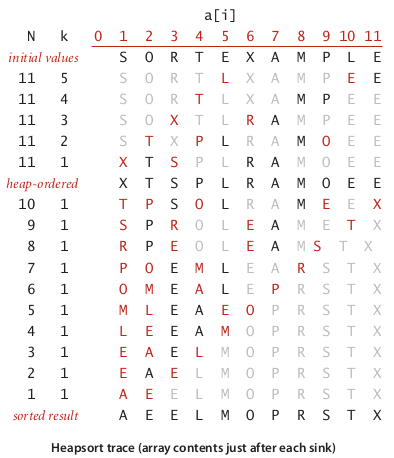 a[i]
N k 0 1 2 3 4 5 6 7 8 9 10 11
initial values S O R T E X A M P L E
11 5 S O R T L X A M P E E
11 4 S O R T L X A M P E E
11 3 S O X T L R A M P E E
11 2 S T X P L R A M O E E
11 1 X T S P L R A M O E E
heap-ordered X T S P L R A M O E E
10 1 T P S O L R A M E E X
9 1 S P R O L E A M E T X
8 1 R P E O L E A M S T X
7 1 P O E M L E A R S T X
6 1 O M E A L E P R S T X
5 1 M L E A E O P R S T X
4 1 L E E A M O P R S T X
3 1 E A E L M O P R S T X
2 1 E A E L M O P R S T X
1 1 A E E L M O P R S T X
sorted result A E E L M O P R S T X
Heapsort trace (array contents just after each sink)